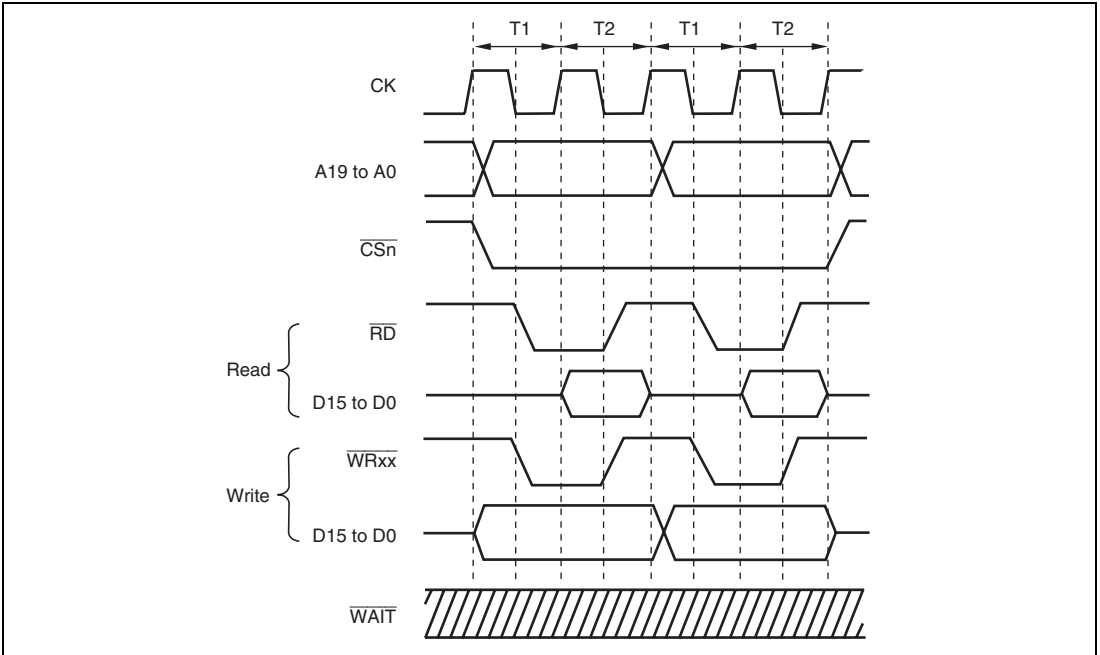 T1 T2 T1 T2
CK
A19 to A0
CSn
RD
Read
D15 to D0
WRxx
Write
D15 to D0
WAIT